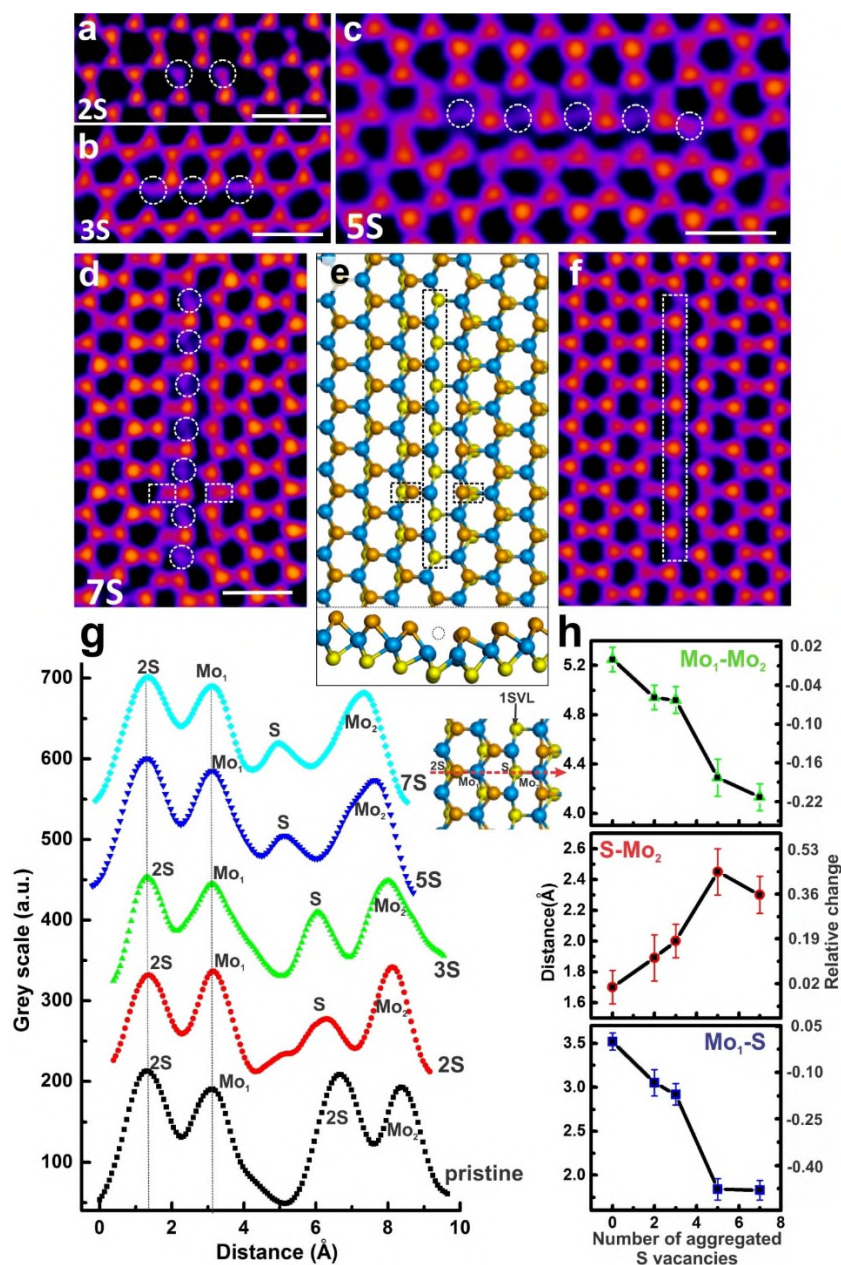 a
2S
b
3S
c
5S
d
7S
e
f
g
700
600
500
400
300
200
100
Grey scale (a.u.)
2S
Mo₁
S
Mo₂
7S
2S
Mo₁
S
Mo₂
5S
2S
Mo₁
S
Mo₂
3S
2S
Mo₁
S
Mo₂
2S
2S
Mo₁
2S
Mo₂
pristine
0 2 4 6 8 10
Distance (Å)
1SVL
2S
Mo₁
S
Mo₂
h
Mo₁-Mo₂
5.2
4.8
4.4
4.0
0.02
-0.04
-0.10
-0.16
-0.22
S-Mo₂
2.6
2.4
2.2
2.0
1.8
1.6
0.53
0.36
0.19
0.02
Distance(Å)
Relative change
Mo₁-S
3.5
3.0
2.5
2.0
0.05
-0.10
-0.25
-0.40
0 2 4 6 8
Number of aggregated
S vacancies